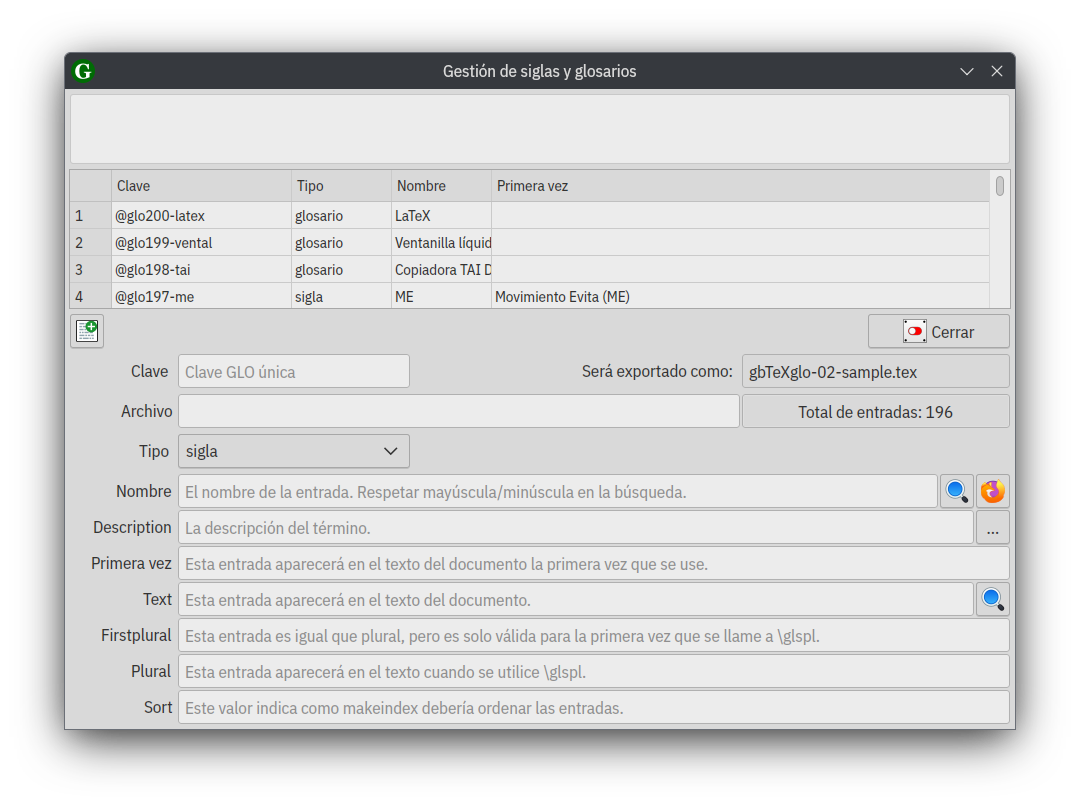 G Gestión de siglas y glosarios
Clave Tipo Nombre Primera vez
1 @glo200-latex glosario LaTeX
2 @glo199-vental glosario Ventanilla líquid
3 @glo198-tai glosario Copiadora TAI D
4 @glo197-me sigla ME Movimiento Evita (ME)
Cerrar
Clave Clave GLO única Será exportado como: gbTeXglo-02-sample.tex
Archivo Total de entradas: 196
Tipo sigla
Nombre El nombre de la entrada. Respetar mayúscula/minúscula en la búsqueda.
Description La descripción del término. ...
Primera vez Esta entrada aparecerá en el texto del documento la primera vez que se use.
Text Esta entrada aparecerá en el texto del documento.
Firstplural Esta entrada es igual que plural, pero es solo válida para la primera vez que se llame a \glspl.
Plural Esta entrada aparecerá en el texto cuando se utilice \glspl.
Sort Este valor indica como makeindex debería ordenar las entradas.